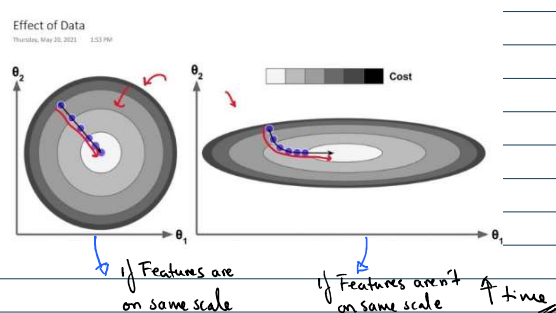 Effect of Data
Thursday, May 20, 2021 1:53 PM
θ2
θ2
Cost
θ1
θ1
if Features are
on same scale
if Features aren't
on same scale
↑ time